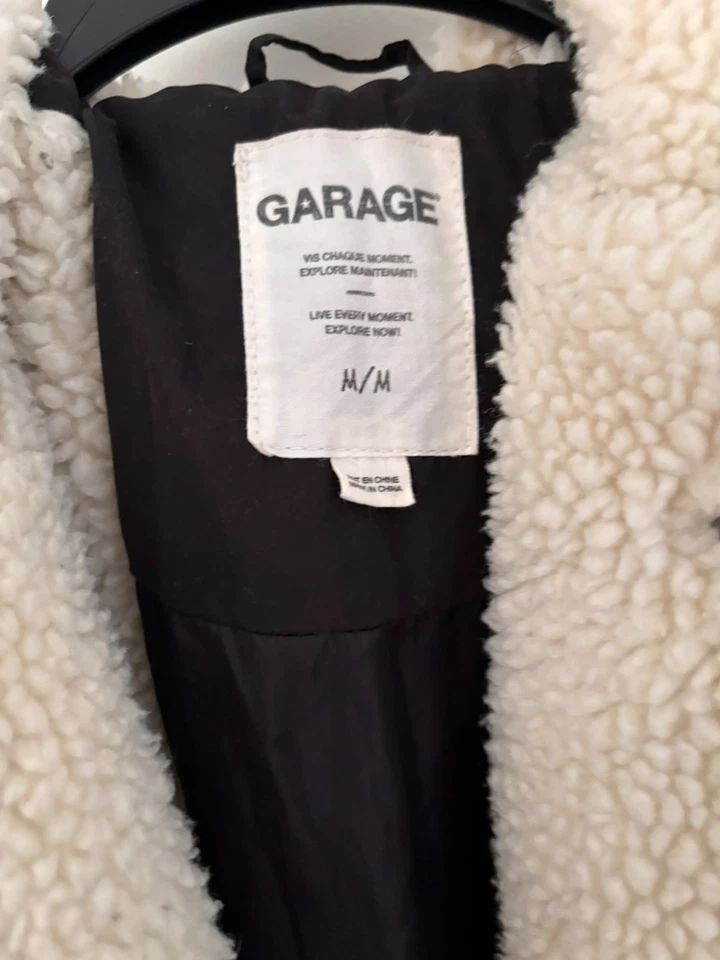 GARAGE
VIS CHAQUE MOMENT.
EXPLORE MAINTENANT!
LIVE EVERY MOMENT.
EXPLORE NOW!
M/M
EN CHINE
IN CHINA